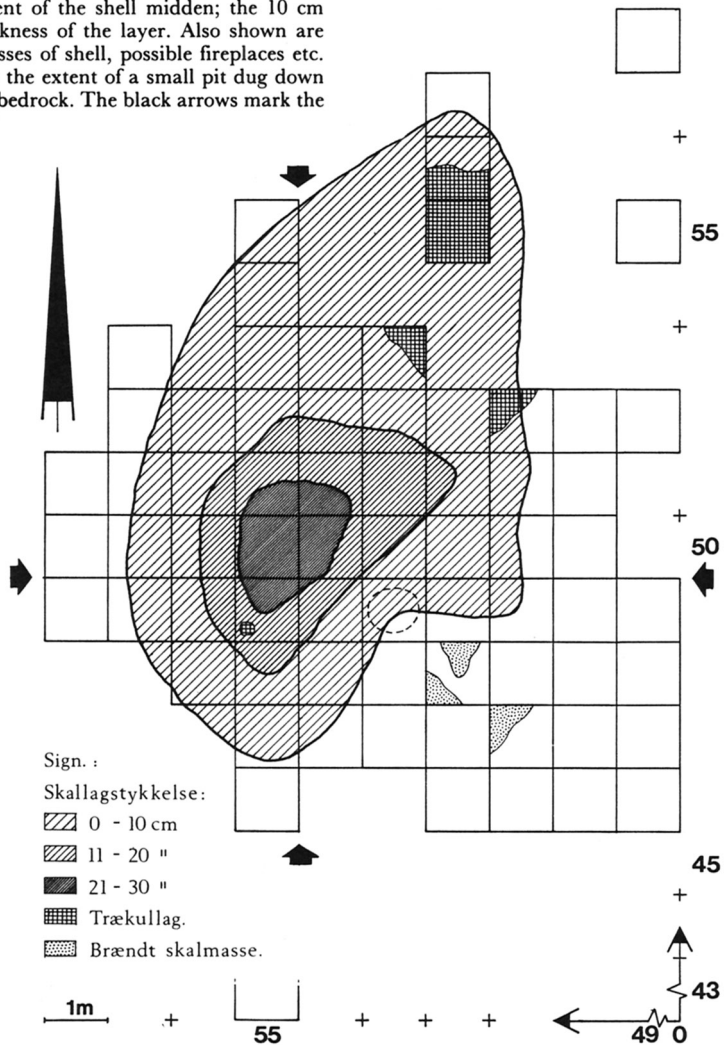 ent of the shell midden; the 10 cm
kness of the layer. Also shown are
sses of shell, possible fireplaces etc.
the extent of a small pit dug down
bedrock. The black arrows mark the
55
50
Sign. :
Skallagstykkelse:
0 - 10 cm
11 - 20 "
21 - 30 "
Trækullag.
Brændt skalmasse.
45
43
1m
55
49 0